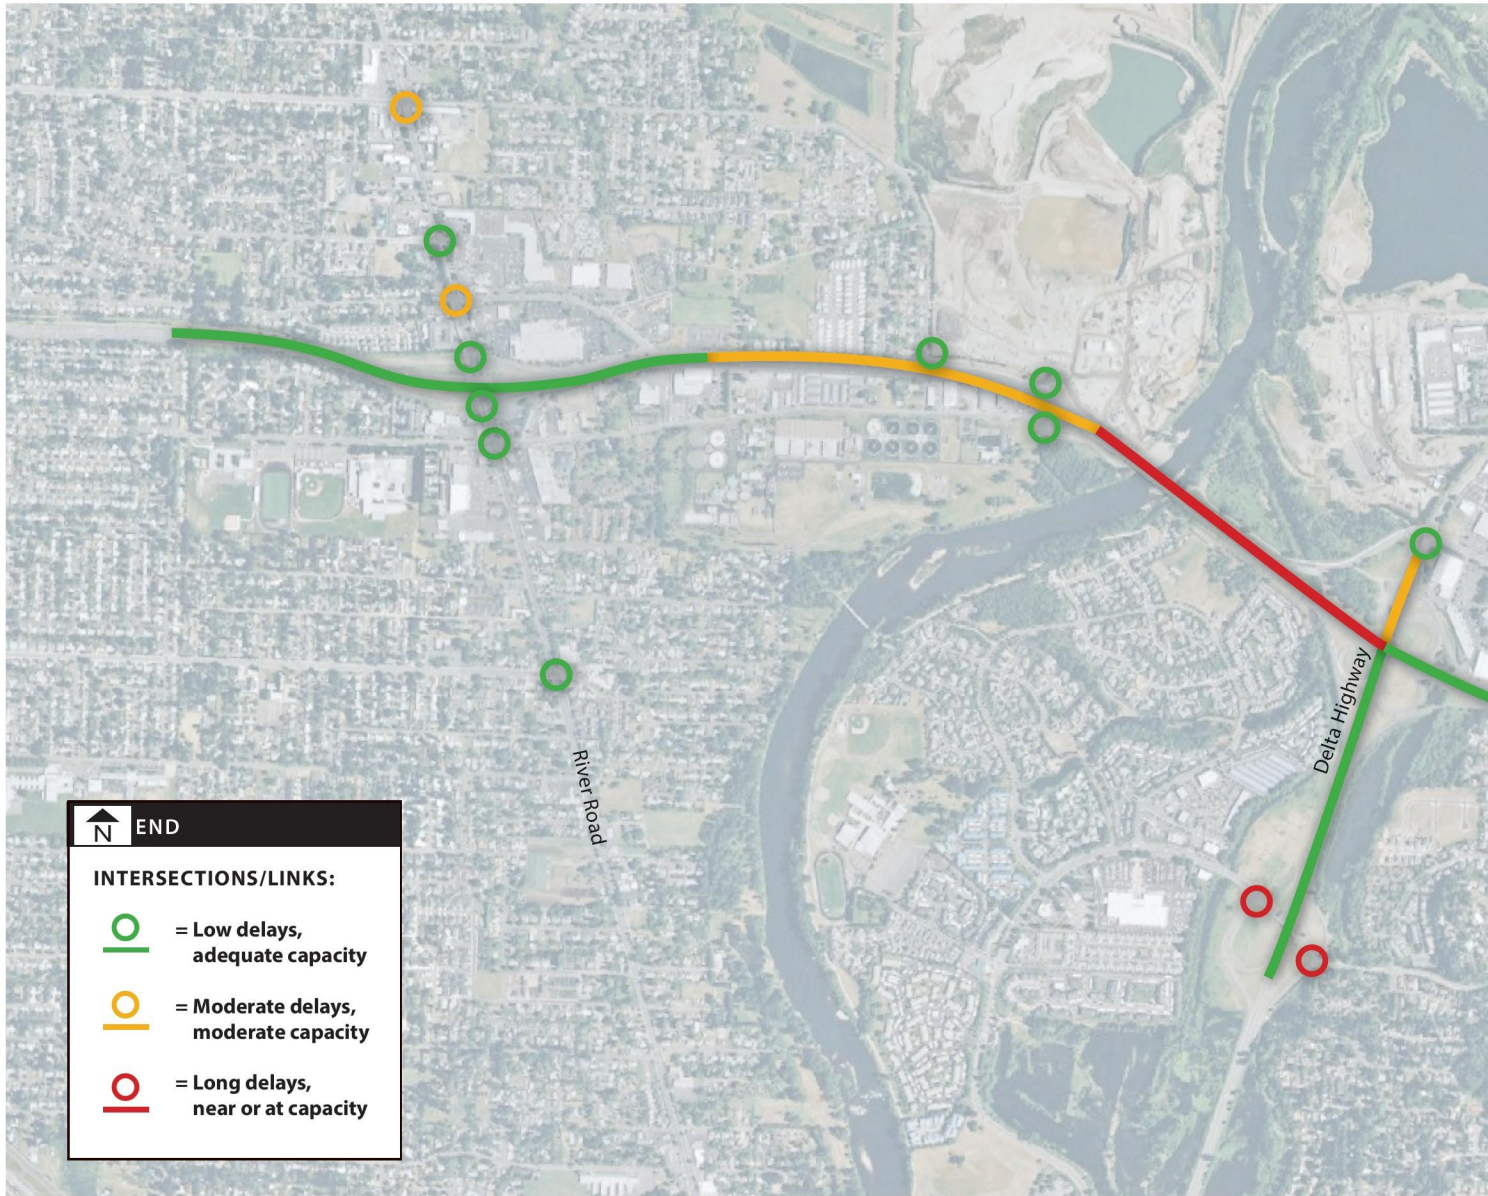 River Road
Delta Highway
N END
INTERSECTIONS/LINKS:
= Low delays,
adequate capacity
= Moderate delays,
moderate capacity
= Long delays,
near or at capacity